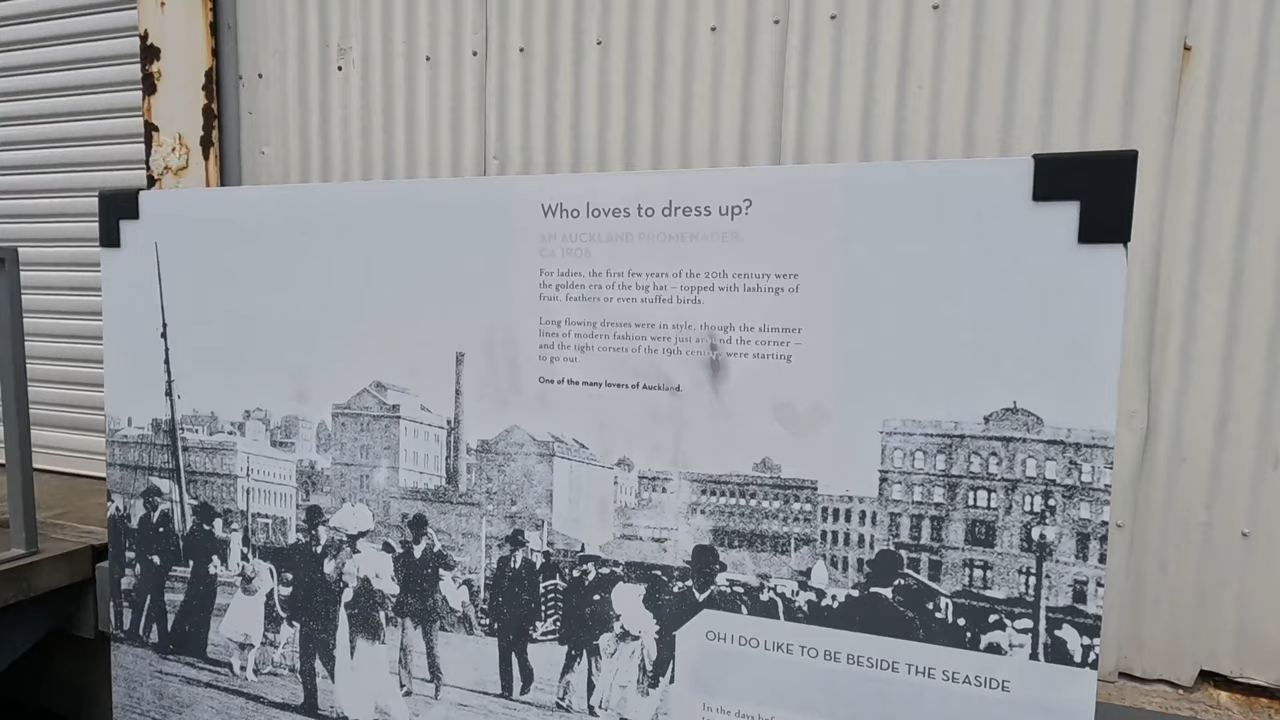 Who loves to dress up?
AN AUCKLAND PROMENADER,
CA 1906
For ladies, the first few years of the 20th century were
the golden era of the big hat – topped with lashings of
fruit, feathers or even stuffed birds.
Long flowing dresses were in style, though the slimmer
lines of modern fashion were just around the corner –
and the tight corsets of the 19th century were starting
to go out.
One of the many lovers of Auckland.
OH I DO LIKE TO BE BESIDE THE SEASIDE
In the days